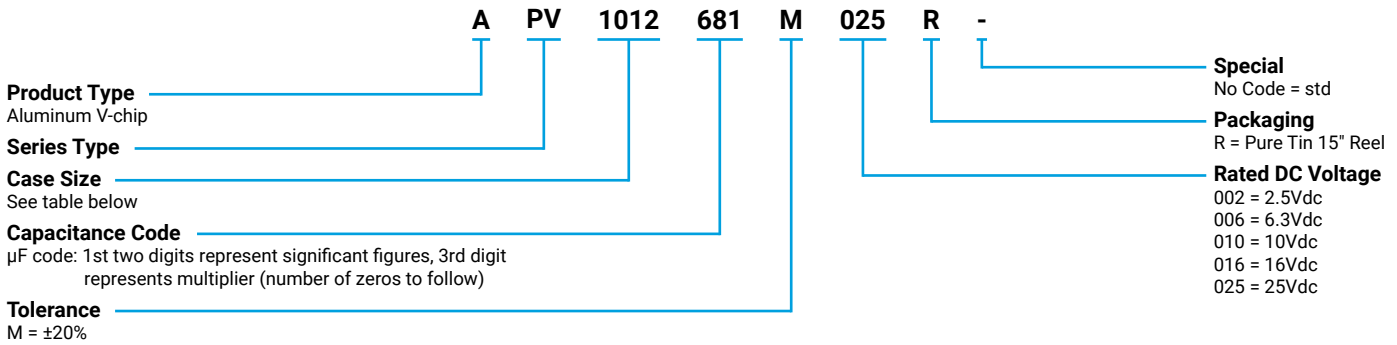 A PV 1012 681 M 025 R -
Product Type
Aluminum V-chip
Series Type
Case Size
See table below
Capacitance Code
µF code: 1st two digits represent significant figures, 3rd digit
represents multiplier (number of zeros to follow)
Tolerance
M = ±20%
Special
No Code = std
Packaging
R = Pure Tin 15" Reel
Rated DC Voltage
002 = 2.5Vdc
006 = 6.3Vdc
010 = 10Vdc
016 = 16Vdc
025 = 25Vdc